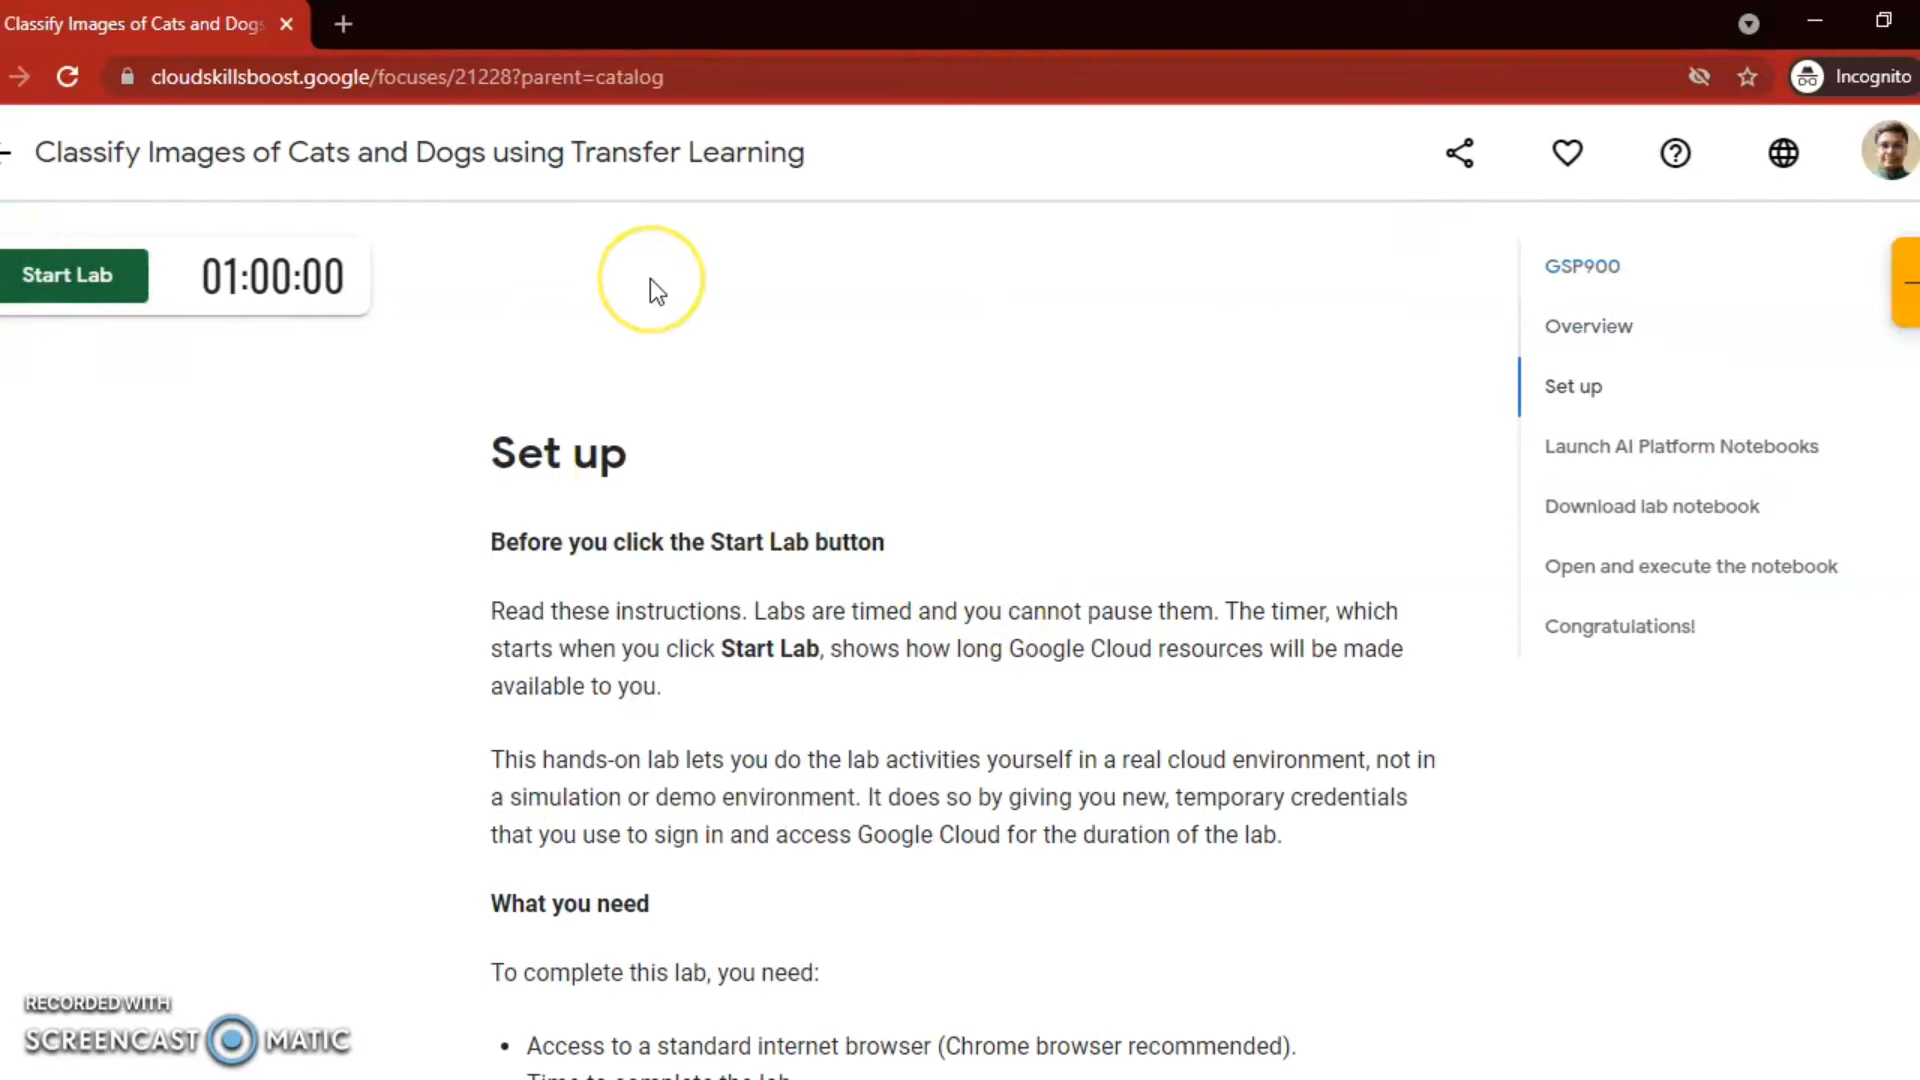 Classify Images of Cats and Dogs
cloudskillsboost.google/focuses/21228?parent=catalog
Incognito
Classify Images of Cats and Dogs using Transfer Learning
Start Lab
01:00:00
GSP900
Overview
Set up
Launch AI Platform Notebooks
Download lab notebook
Open and execute the notebook
Congratulations!
Set up
Before you click the Start Lab button
Read these instructions. Labs are timed and you cannot pause them. The timer, which
starts when you click Start Lab, shows how long Google Cloud resources will be made
available to you.
This hands-on lab lets you do the lab activities yourself in a real cloud environment, not in
a simulation or demo environment. It does so by giving you new, temporary credentials
that you use to sign in and access Google Cloud for the duration of the lab.
What you need
To complete this lab, you need:
• Access to a standard internet browser (Chrome browser recommended).
Time to complete the lab
RECORDED WITH
SCREENCAST MATIC